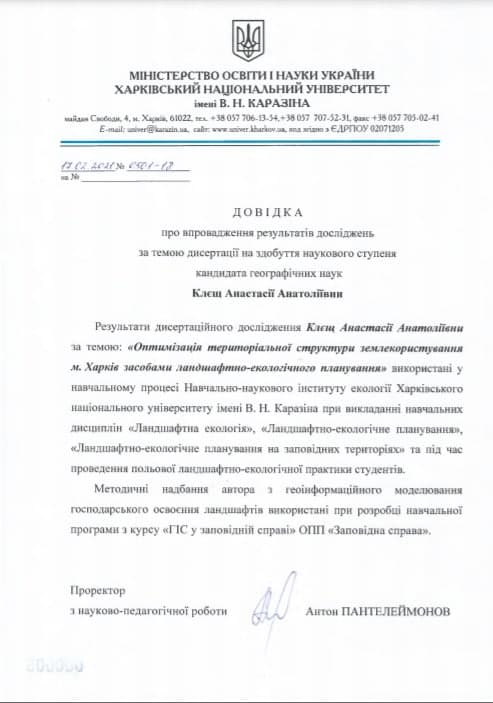 МІНІСТЕРСТВО ОСВІТИ І НАУКИ УКРАЇНИ
ХАРКІВСЬКИЙ НАЦІОНАЛЬНИЙ УНІВЕРСИТЕТ
імені В. Н. КАРАЗІНА
майдан Свободи, 4, м. Харків, 61022, тел. +38 057 706-13-54,+38 057 707-52-31, факс +38 057 705-02-41
E-mail: univer@karazin.ua, сайт: www.univer.kharkov.ua, код згідно з ЄДРПОУ 02071205
17.02.2021 № 0501-18
на №
ДОВІДКА
про впровадження результатів досліджень
за темою дисертації на здобуття наукового ступеня
кандидата географічних наук
Клєщ Анастасії Анатоліївни
Результати дисертаційного дослідження Клєщ Анастасії Анатоліївни
за темою: «Оптимізація територіальної структури землекористування
м. Харків засобами ландшафтно-екологічного планування» використані у
навчальному процесі Навчально-наукового інституту екології Харківського
національного університету імені В. Н. Каразіна при викладанні навчальних
дисциплін «Ландшафтна екологія», «Ландшафтно-екологічне планування»,
«Ландшафтно-екологічне планування на заповідних територіях» та під час
проведення польової ландшафтно-екологічної практики студентів.
Методичні надбання автора з геоінформаційного моделювання
господарського освоєння ландшафтів використані при розробці навчальної
програми з курсу «ГІС у заповідній справі» ОПП «Заповідна справа».
Проректор
з науково-педагогічної роботи Антон ПАНТЕЛЕЙМОНОВ